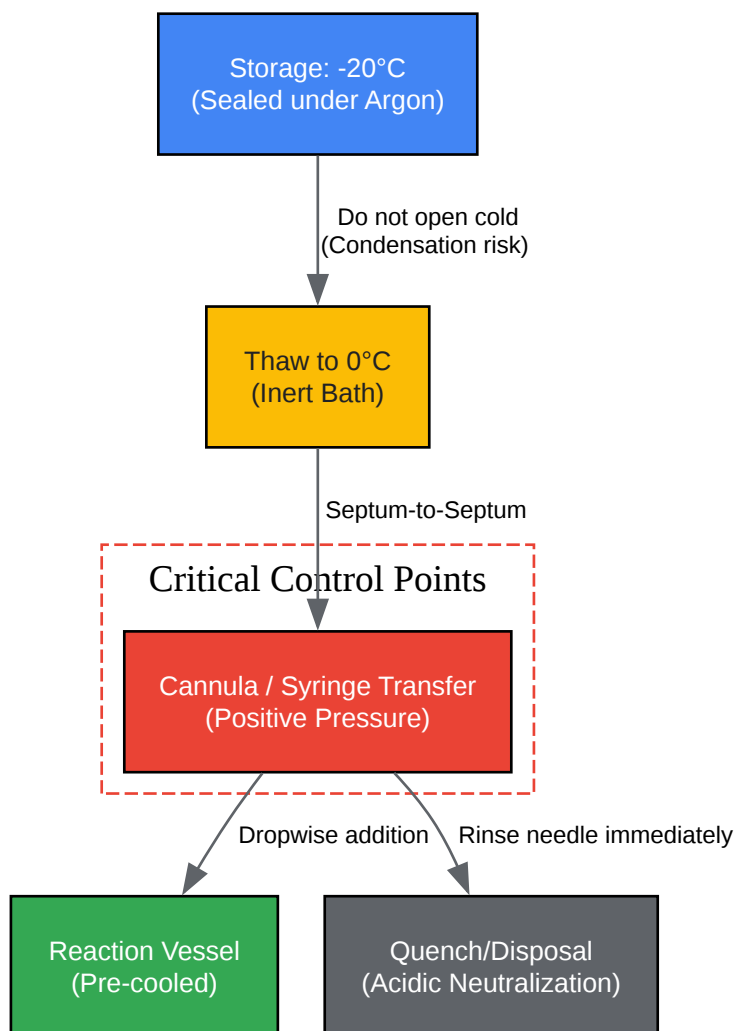 Storage: -20°C
(Sealed under Argon)
Do not open cold
(Condensation risk)
Thaw to 0°C
(Inert Bath)
Septum-to-Septum
Critical Control Points
Cannula / Syringe Transfer
(Positive Pressure)
Dropwise addition
Rinse needle immediately
Reaction Vessel
(Pre-cooled)
Quench/Disposal
(Acidic Neutralization)